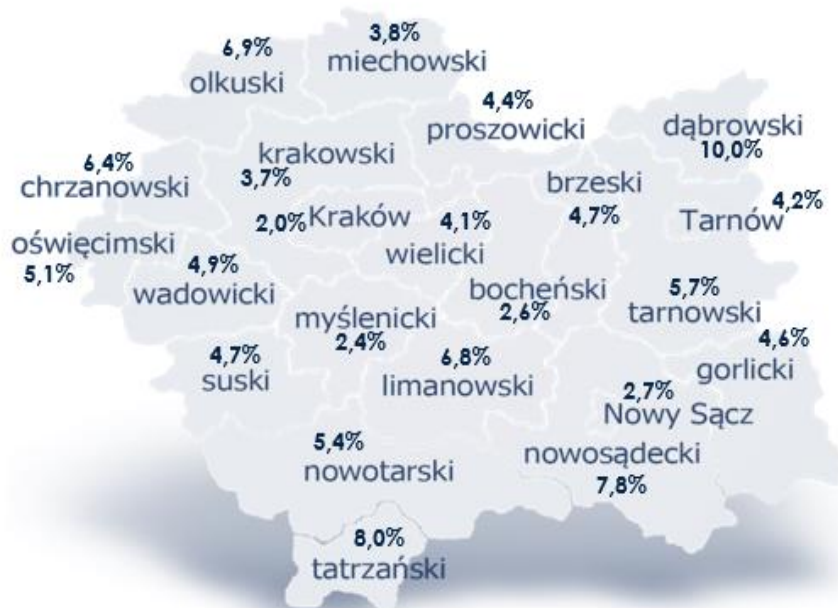 3,8%
miechowski
6,9%
olkuski
4,4%
proszowicki
dąbrowski
10,0%
krakowski
3,7%
6,4%
chrzanowski
brzeski
4,7%
4,2%
Tarnów
2,0% Kraków
4,1%
wielicki
oświęcimski
5,1%
4,9%
wadowicki
bocheński
2,6%
5,7%
tarnowski
myślenicki
2,4%
4,6%
gorlicki
4,7%
suski
6,8%
limanowski
2,7%
Nowy Sącz
5,4%
nowotarski
nowosądecki
7,8%
8,0%
tatrzański